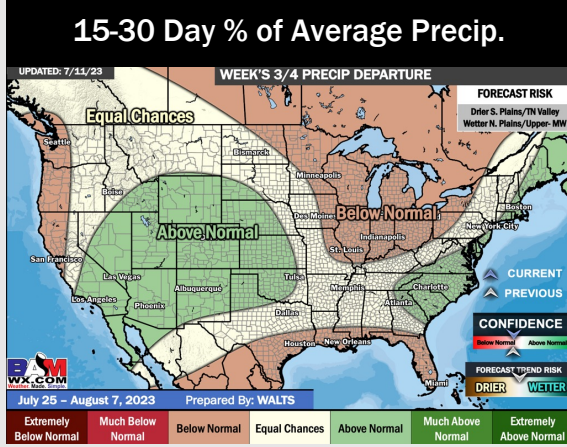 15-30 Day % of Average Precip.
UPDATED: 7/11/23
WEEK'S 3/4 PRECIP DEPARTURE
FORECAST RISK
Drier S. Plains/TN Valley
Wetter N. Plains/Upper- MW
Equal Chances
Seattle
Bismarck
Minneapolis
Boise
Des Moines
Below Normal
Boston
Above Normal
New York City
Indianapolis
San Francisco
St. Louis
Las Vegas
Tulsa
CURRENT
Los Angeles
Albuquerque
Memphis
Charlotte
PREVIOUS
Phoenix
Atlanta
Dallas
CONFIDENCE
Below Normal
Above Normal
Houston
New Orleans
FORECAST TREND RISK
DRIER
WETTER
Miami
BAM
WX.COM
Weather. Made. Simple.
July 25 – August 7, 2023
Prepared By: WALTS
Extremely
Below Normal
Much Below
Normal
Below Normal
Equal Chances
Above Normal
Much Above
Normal
Extremely
Above Normal